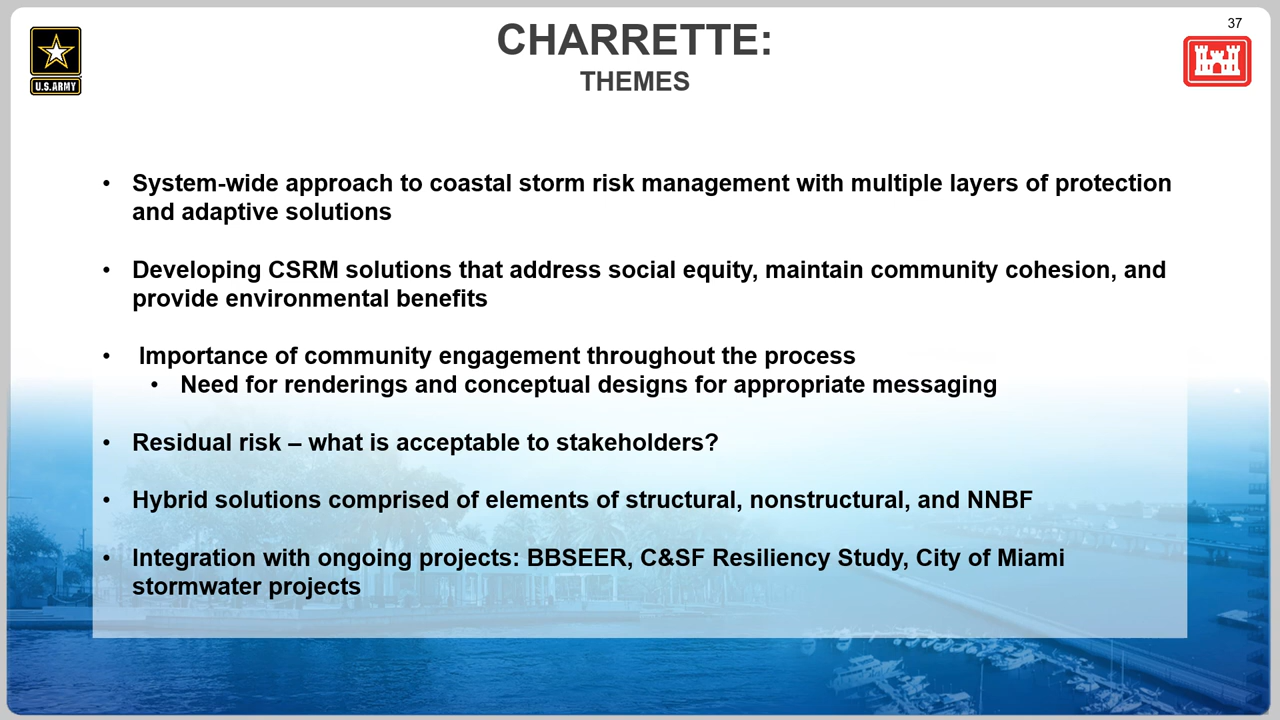 37
CHARRETTE:
THEMES
U.S.ARMY
• System-wide approach to coastal storm risk management with multiple layers of protection
and adaptive solutions
• Developing CSRM solutions that address social equity, maintain community cohesion, and
provide environmental benefits
• Importance of community engagement throughout the process
• Need for renderings and conceptual designs for appropriate messaging
• Residual risk – what is acceptable to stakeholders?
• Hybrid solutions comprised of elements of structural, nonstructural, and NNBF
• Integration with ongoing projects: BBSEER, C&SF Resiliency Study, City of Miami
stormwater projects